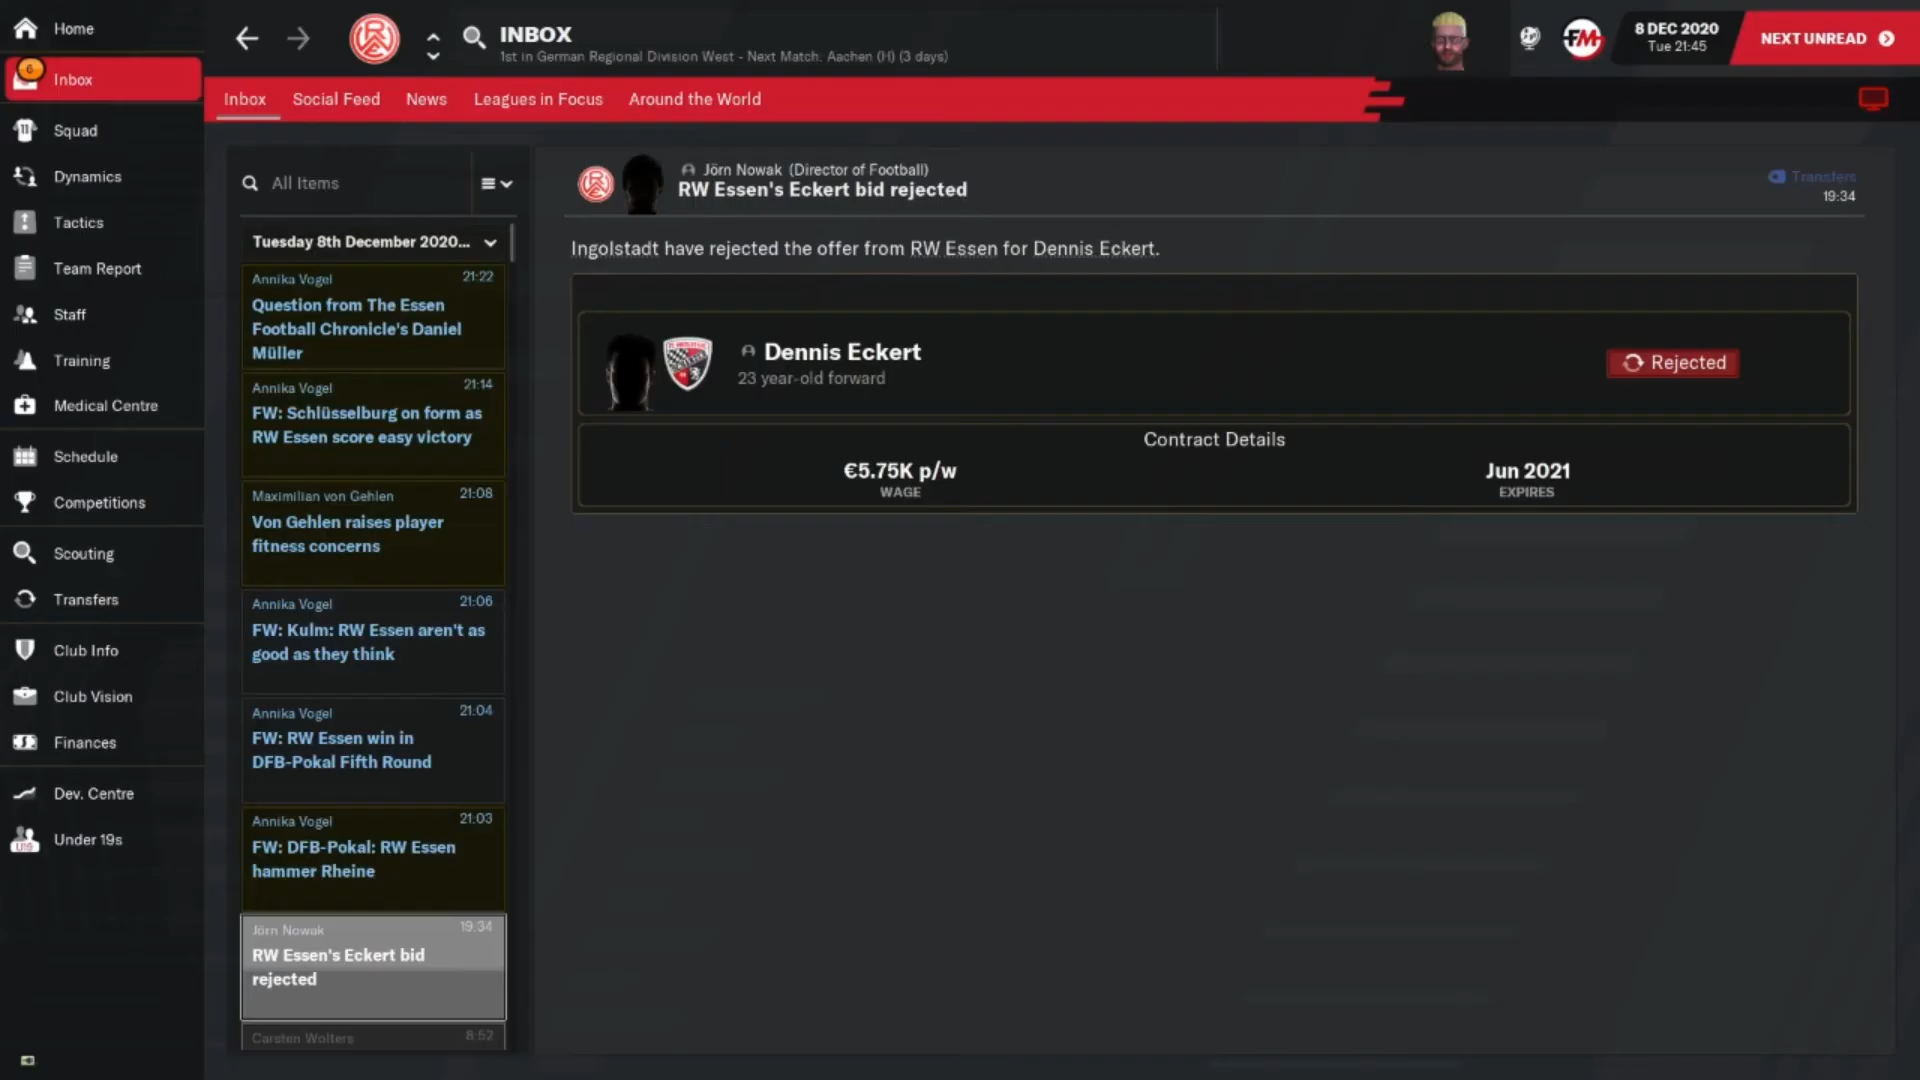 Home
6
Inbox
Squad
Dynamics
Tactics
Team Report
Staff
Training
Medical Centre
Schedule
Competitions
Scouting
Transfers
Club Info
Club Vision
Finances
Dev. Centre
U19
Under 19s
INBOX
1st in German Regional Division West - Next Match: Aachen (H) (3 days)
FM
8 DEC 2020
Tue 21:45
NEXT UNREAD
Inbox Social Feed News Leagues in Focus Around the World
All Items
Tuesday 8th December 2020...
Annika Vogel 21:22
Question from The Essen
Football Chronicle's Daniel
Müller
Annika Vogel 21:14
FW: Schlüsselburg on form as
RW Essen score easy victory
Maximilian von Gehlen 21:08
Von Gehlen raises player
fitness concerns
Annika Vogel 21:06
FW: Kulm: RW Essen aren't as
good as they think
Annika Vogel 21:04
FW: RW Essen win in
DFB-Pokal Fifth Round
Annika Vogel 21:03
FW: DFB-Pokal: RW Essen
hammer Rheine
Jörn Nowak 19:34
RW Essen's Eckert bid
rejected
Carsten Wolters 8:52
Jörn Nowak (Director of Football)
RW Essen's Eckert bid rejected
Transfers
19:34
Ingolstadt have rejected the offer from RW Essen for Dennis Eckert.
Dennis Eckert
23 year-old forward
Rejected
Contract Details
€5.75K p/w
WAGE
Jun 2021
EXPIRES